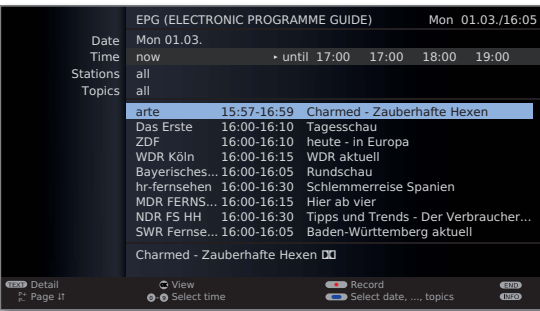 EPG (ELECTRONIC PROGRAMME GUIDE) Mon 01.03./16:05
Date Mon 01.03.
Time now ▸ until 17:00 17:00 18:00 19:00
Stations all
Topics all
arte 15:57-16:59 Charmed - Zauberhafte Hexen
Das Erste 16:00-16:10 Tagesschau
ZDF 16:00-16:10 heute - in Europa
WDR Köln 16:00-16:15 WDR aktuell
Bayerisches... 16:00-16:05 Rundschau
hr-fernsehen 16:00-16:30 Schlemmerreise Spanien
MDR FERNS... 16:00-16:15 Hier ab vier
NDR FS HH 16:00-16:30 Tipps und Trends - Der Verbraucher...
SWR Fernse... 16:00-16:05 Baden-Württemberg aktuell
Charmed - Zauberhafte Hexen
TEXT Detail OK View Record END
P+ P- Page ↓↑ 0-9 Select time Select date, ..., topics INFO